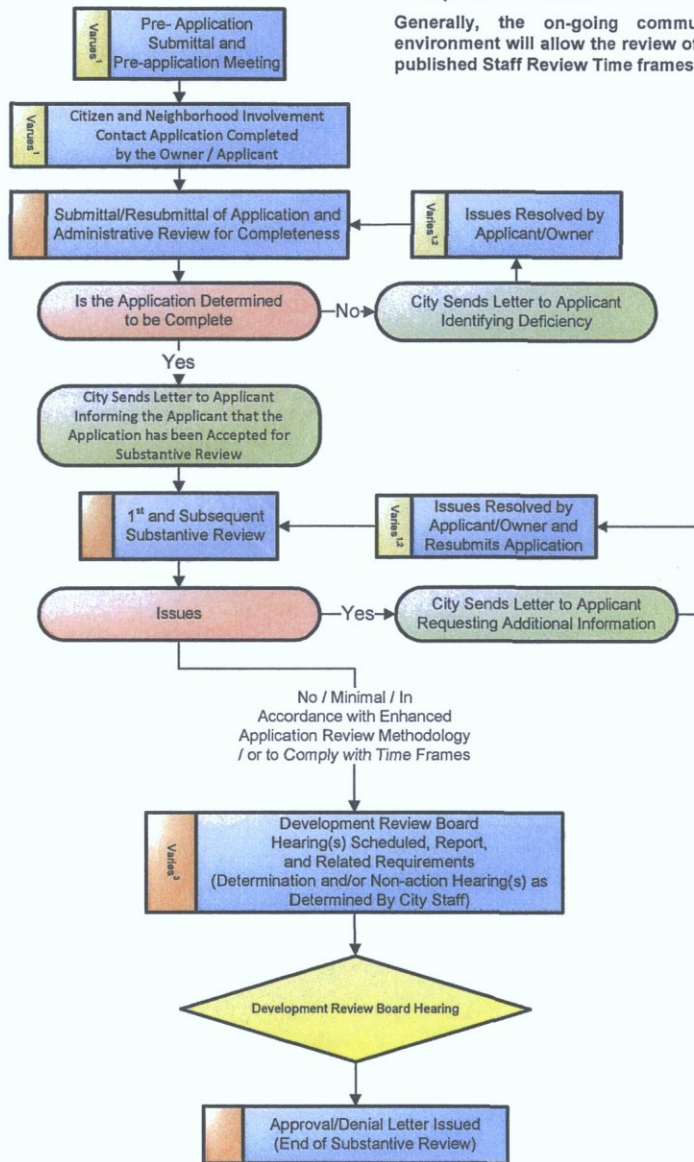 Pre- Application
Submittal and
Pre-application Meeting
Varues¹
Generally, the on-going commu
environment will allow the review of
published Staff Review Time frames
Citizen and Neighborhood Involvement
Contact Application Completed
by the Owner / Applicant
Varues¹
Submittal/Resubmittal of Application and
Administrative Review for Completeness
Issues Resolved by
Applicant/Owner
Varies¹,²
Is the Application Determined
to be Complete
No
City Sends Letter to Applicant
Identifying Deficiency
Yes
City Sends Letter to Applicant
Informing the Applicant that the
Application has been Accepted for
Substantive Review
1st and Subsequent
Substantive Review
Issues Resolved by
Applicant/Owner and
Resubmits Application
Varies¹,²
Issues
Yes
City Sends Letter to Applicant
Requesting Additional Information
No / Minimal / In
Accordance with Enhanced
Application Review Methodology
/ or to Comply with Time Frames
Development Review Board
Hearing(s) Scheduled, Report,
and Related Requirements
(Determination and/or Non-action Hearing(s) as
Determined By City Staff)
Varies³
Development Review Board Hearing
Approval/Denial Letter Issued
(End of Substantive Review)